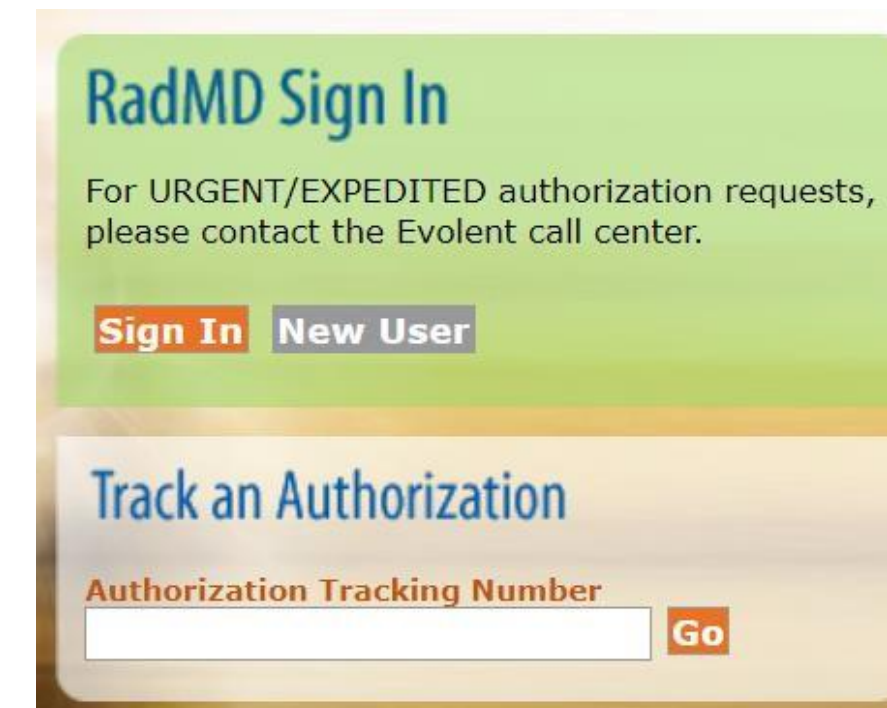 RadMD Sign In
For URGENT/EXPEDITED authorization requests,
please contact the Evolent call center.
Sign In New User
Track an Authorization
Authorization Tracking Number
Go